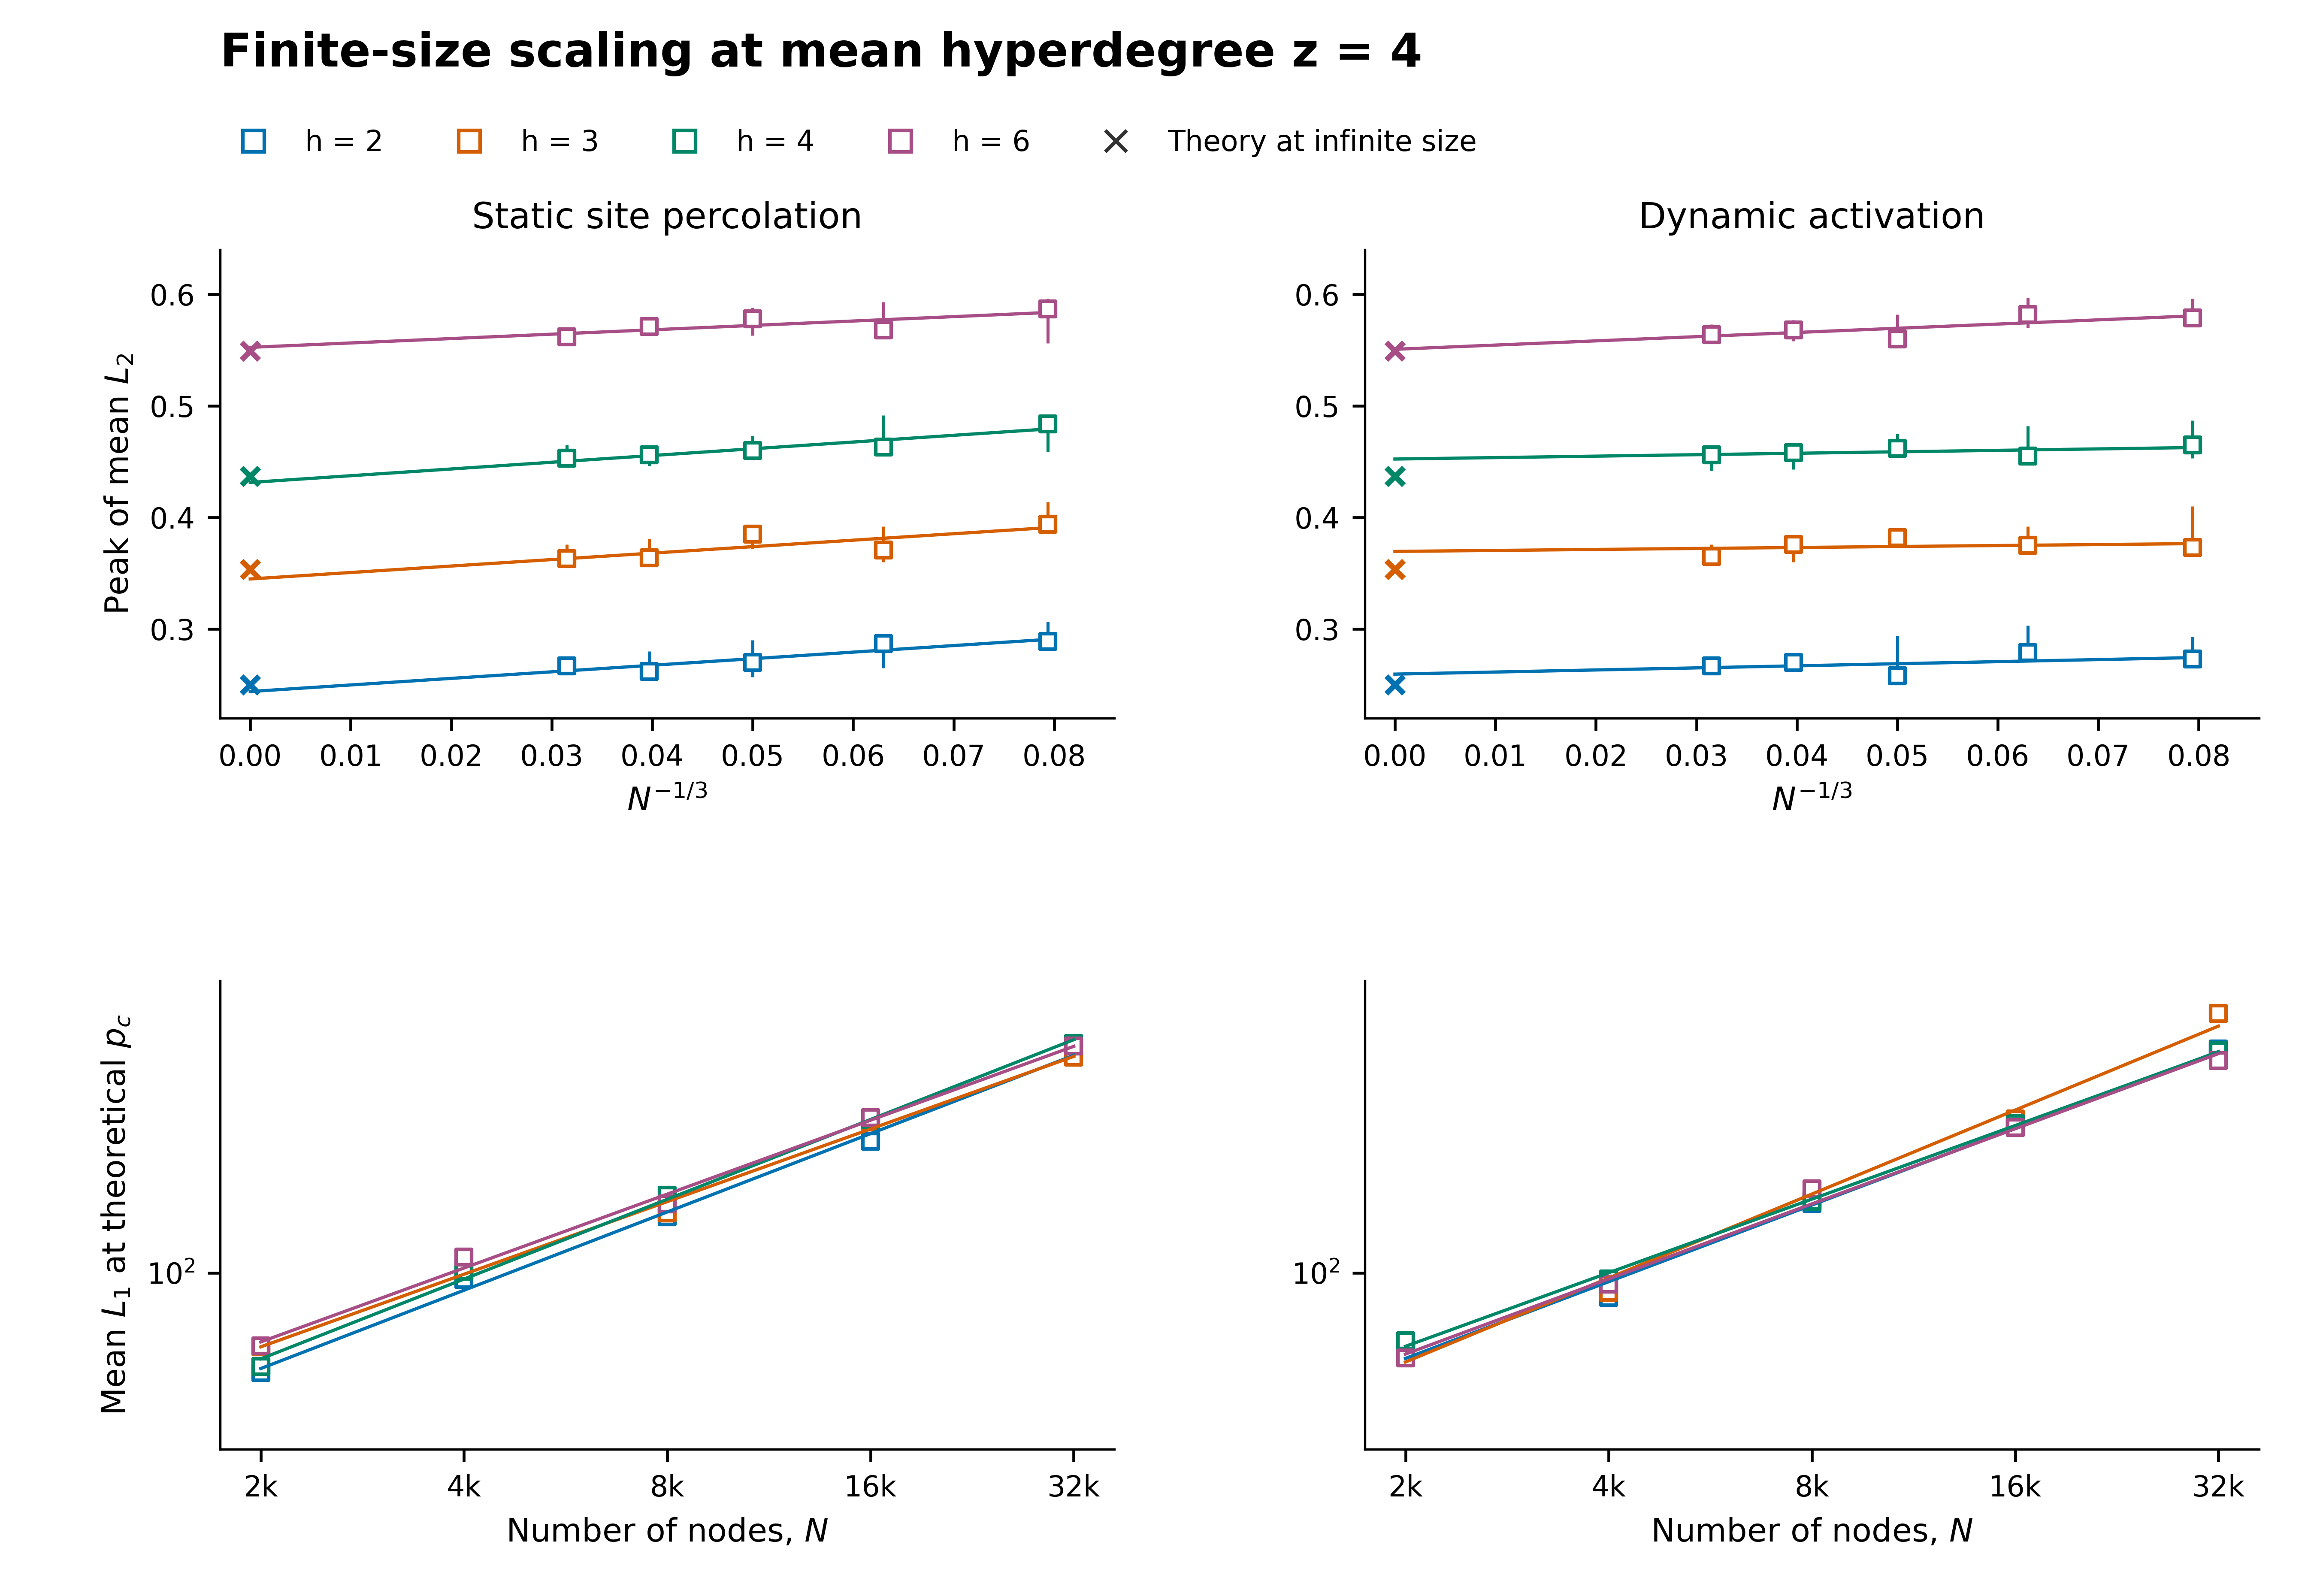 Finite-size scaling at mean hyperdegree z = 4
h = 2 h = 3 h = 4 h = 6 Theory at infinite size
Static site percolation
Peak of mean L₂
0.6
0.5
0.4
0.3
0.00 0.01 0.02 0.03 0.04 0.05 0.06 0.07 0.08
N⁻¹/³
Dynamic activation
0.6
0.5
0.4
0.3
0.00 0.01 0.02 0.03 0.04 0.05 0.06 0.07 0.08
N⁻¹/³
Mean L₁ at theoretical p_c
10²
2k 4k 8k 16k 32k
Number of nodes, N
10²
2k 4k 8k 16k 32k
Number of nodes, N